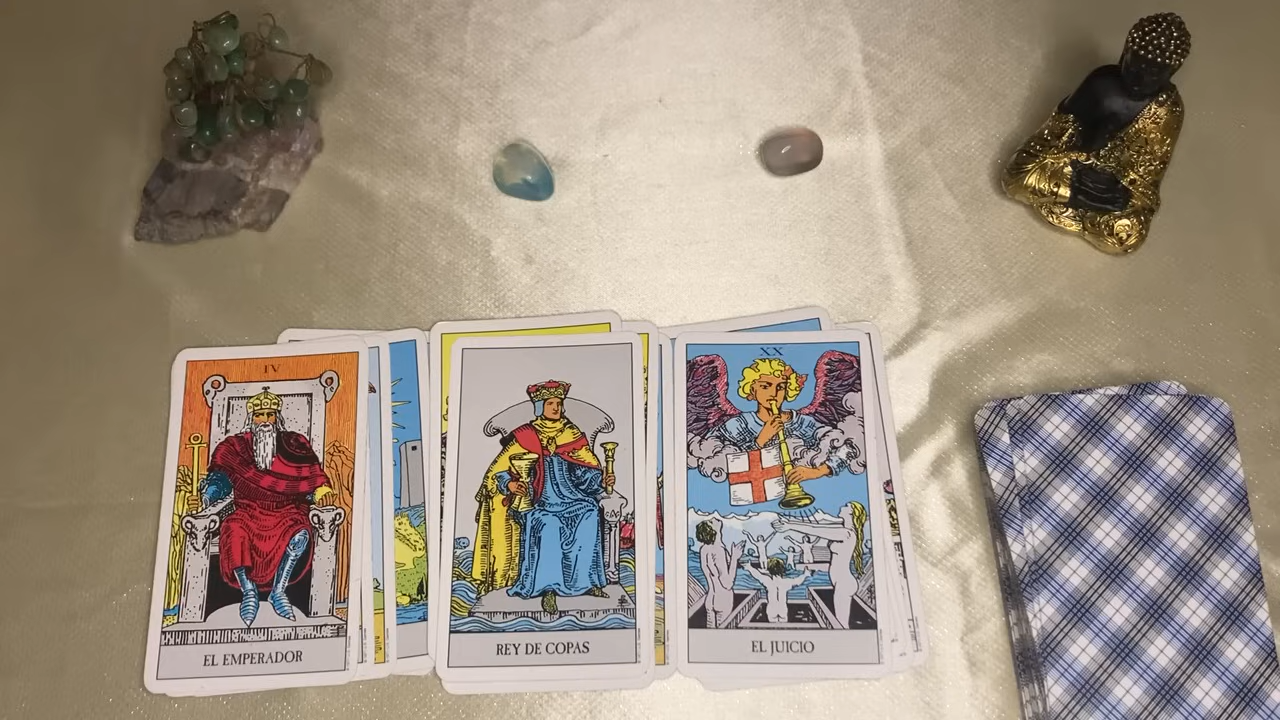 IV
EL EMPERADOR
REY DE COPAS
XX
EL JUICIO